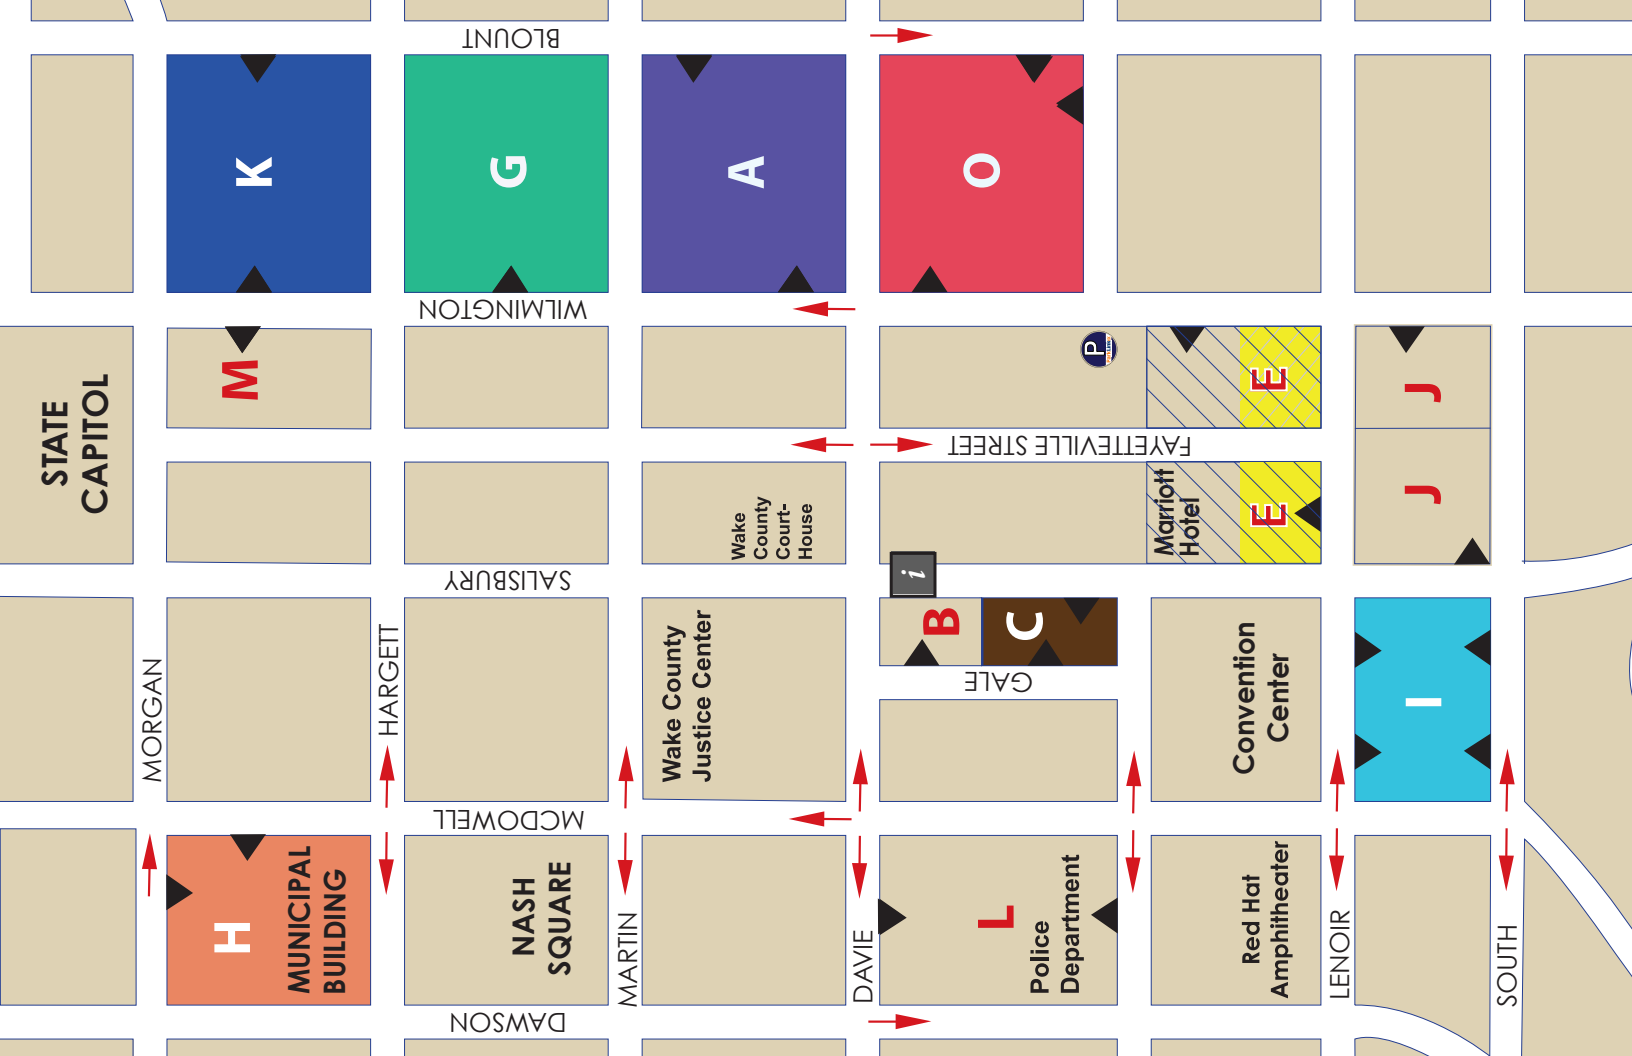 BLOUNT
K
G
A
O
WILMINGTON
M
STATE
CAPITOL
P
E
J
FAYETTEVILLE STREET
Wake
County
Court-
House
Marriott
Hotel
E
J
SALISBURY
i
B
C
GALE
MORGAN
HARGETT
Wake County
Justice Center
Convention
Center
I
MCDOWELL
H
MUNICIPAL
BUILDING
NASH
SQUARE
MARTIN
DAVIE
L
Police
Department
Red Hat
Amphitheater
LENOIR
SOUTH
DAWSON